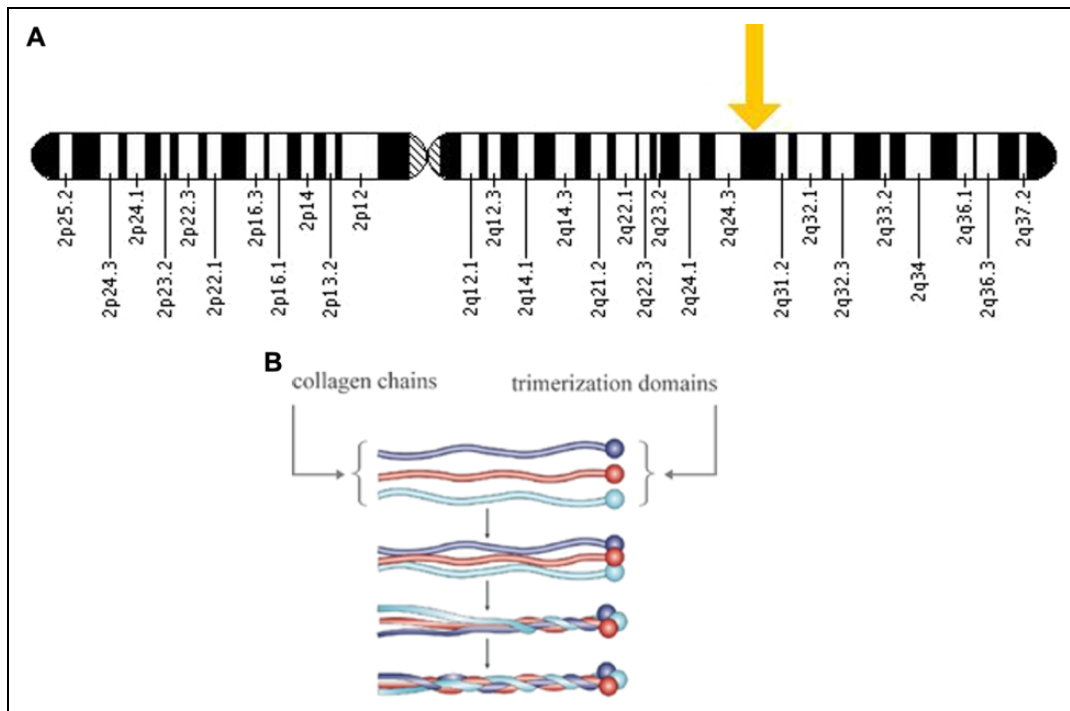 A
2p25.2
2p24.3
2p24.1
2p23.2
2p22.3
2p22.1
2p16.3
2p16.1
2p14
2p13.2
2p12
2q12.1
2q12.3
2q14.1
2q14.3
2q21.2
2q22.1
2q22.3
2q23.2
2q24.1
2q24.3
2q31.2
2q32.1
2q32.3
2q33.2
2q34
2q36.1
2q36.3
2q37.2
B
collagen chains
trimerization domains